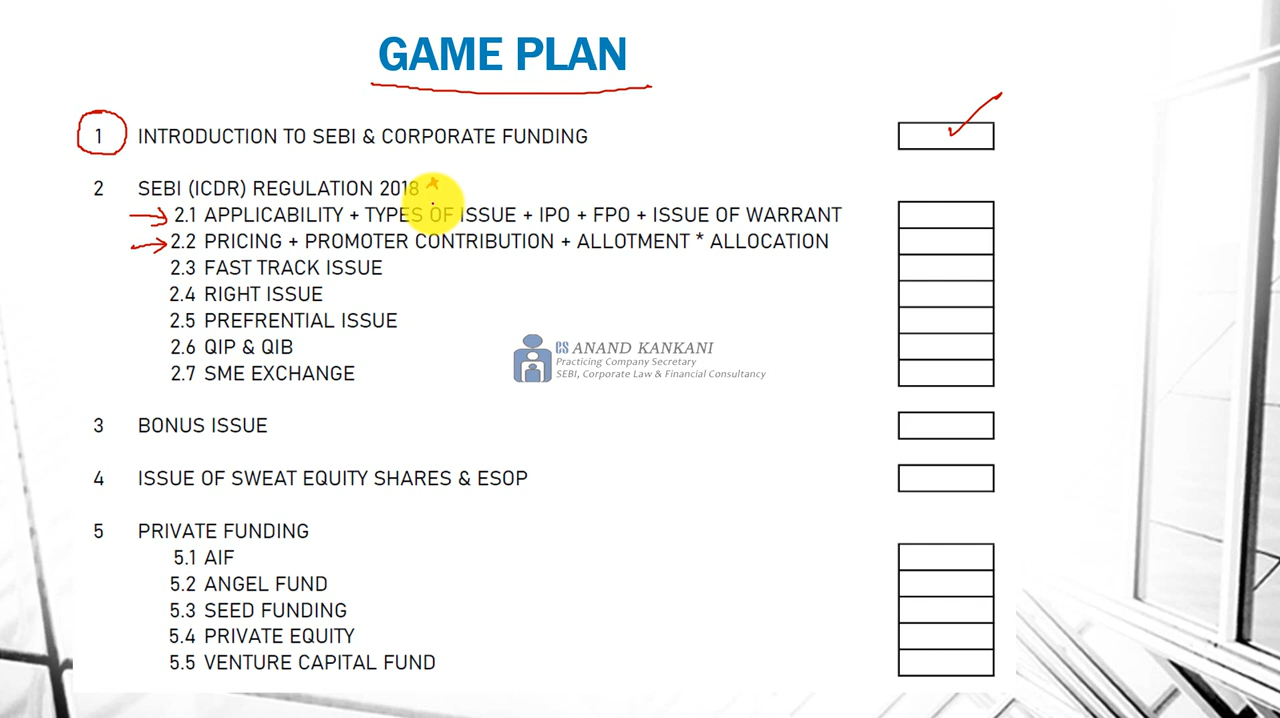 GAME PLAN
1 INTRODUCTION TO SEBI & CORPORATE FUNDING
2 SEBI (ICDR) REGULATION 2018
2.1 APPLICABILITY + TYPES OF ISSUE + IPO + FPO + ISSUE OF WARRANT
2.2 PRICING + PROMOTER CONTRIBUTION + ALLOTMENT * ALLOCATION
2.3 FAST TRACK ISSUE
2.4 RIGHT ISSUE
2.5 PREFRENTIAL ISSUE
2.6 QIP & QIB
2.7 SME EXCHANGE
CS ANAND KANKANI
Practicing Company Secretary
SEBI, Corporate Law & Financial Consultancy
3 BONUS ISSUE
4 ISSUE OF SWEAT EQUITY SHARES & ESOP
5 PRIVATE FUNDING
5.1 AIF
5.2 ANGEL FUND
5.3 SEED FUNDING
5.4 PRIVATE EQUITY
5.5 VENTURE CAPITAL FUND